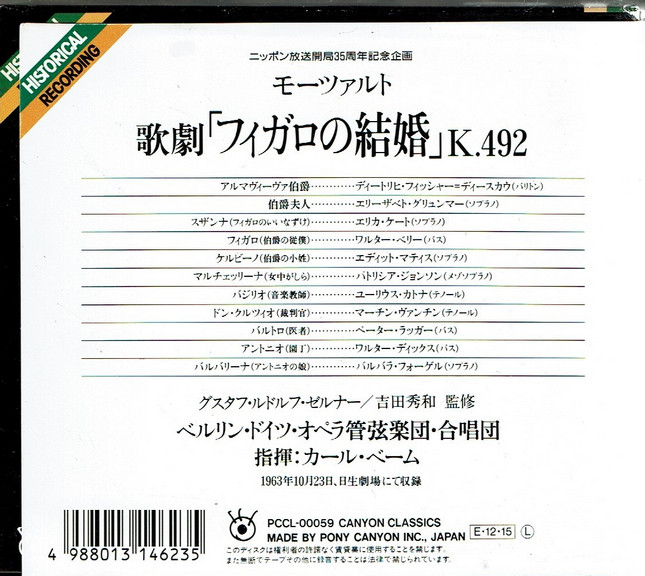 HISTORICAL
RECORDING
ニッポン放送開局35周年記念企画
モーツァルト
歌劇「フィガロの結婚」K.492
アルマヴィーヴァ伯爵…………ディートリヒ・フィッシャー=ディースカウ(バリトン)
伯爵夫人…………エリーザベト・グリュンマー(ソプラノ)
スザンナ(フィガロのいいなずけ)…………エリカ・ケート(ソプラノ)
フィガロ(伯爵の従僕)…………ワルター・ベリー(バス)
ケルビーノ(伯爵の小姓)…………エディット・マティス(ソプラノ)
マルチェッリーナ(女中がしら)…………パトリシア・ジョンソン(メゾソプラノ)
バジリオ(音楽教師)…………ユーリウス・カトナ(テノール)
ドン・クルツィオ(裁判官)…………マーチン・ヴァンチン(テノール)
バルトロ(医者)…………ペーター・ラッガー(バス)
アントニオ(園丁)…………ワルター・ディックス(バス)
バルバリーナ(アントニオの娘)…………バルバラ・フォーゲル(ソプラノ)
グスタフ・ルドルフ・ゼルナー/吉田秀和 監修
ベルリン・ドイツ・オペラ管弦楽団・合唱団
指揮:カール・ベーム
1963年10月23日、日生劇場にて収録
PCCL-00059 CANYON CLASSICS
MADE BY PONY CANYON INC., JAPAN
E・12・15 L
このディスクは権利者の許諾なく賃貸業に使用することを禁じます。
また無断でテープその他に録音することは法律で禁じられています。
4 988013 146235